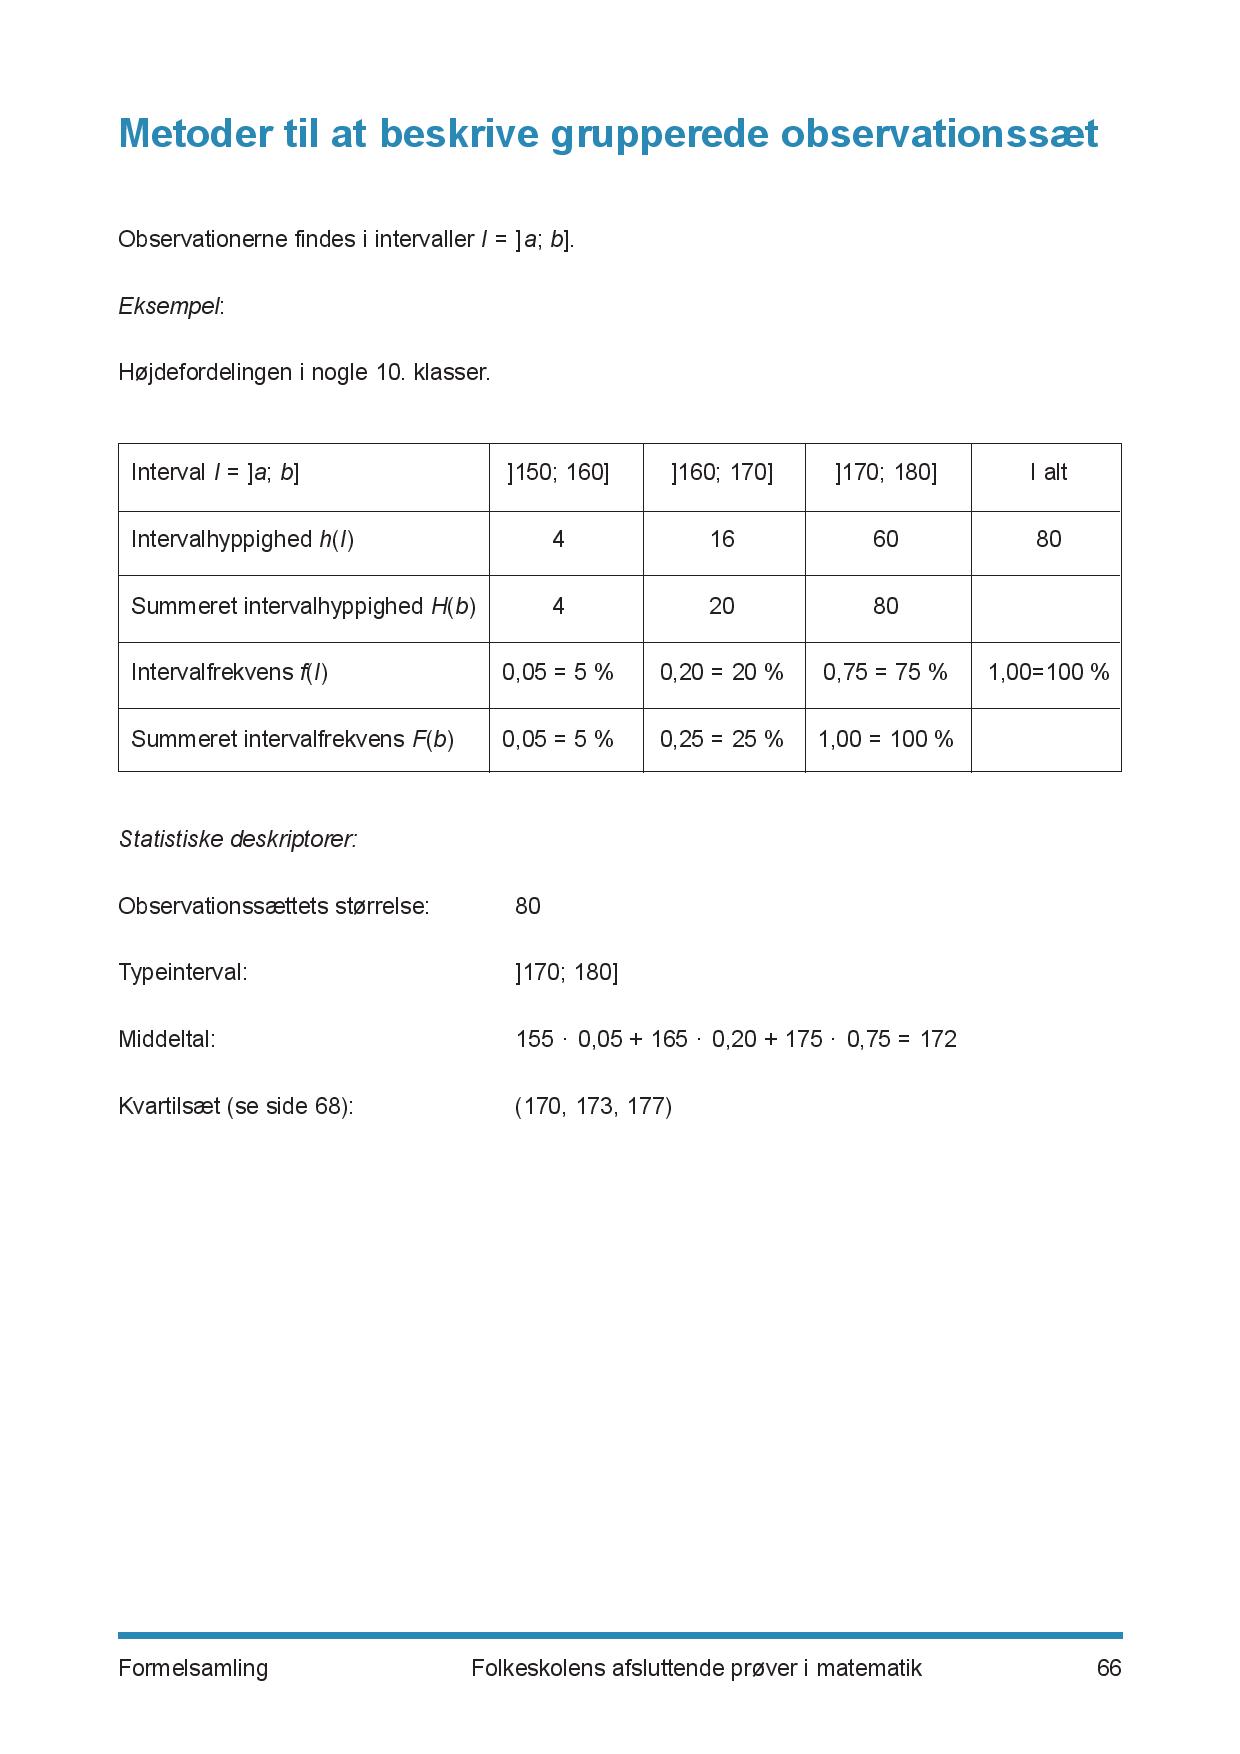 Metoder til at beskrive grupperede observationssæt
Observationerne findes i intervaller I = ]a; b].
Eksempel:
Højdefordelingen i nogle 10. klasser.
Interval I = ]a; b] ]150; 160] ]160; 170] ]170; 180] I alt
Intervalhyppighed h(I) 4 16 60 80
Summeret intervalhyppighed H(b) 4 20 80
Intervalfrekvens f(I) 0,05 = 5 % 0,20 = 20 % 0,75 = 75 % 1,00=100 %
Summeret intervalfrekvens F(b) 0,05 = 5 % 0,25 = 25 % 1,00 = 100 %
Statistiske deskriptorer:
Observationssættets størrelse: 80
Typeinterval: ]170; 180]
Middeltal: 155 · 0,05 + 165 · 0,20 + 175 · 0,75 = 172
Kvartilsæt (se side 68): (170, 173, 177)
Formelsamling Folkeskolens afsluttende prøver i matematik 66